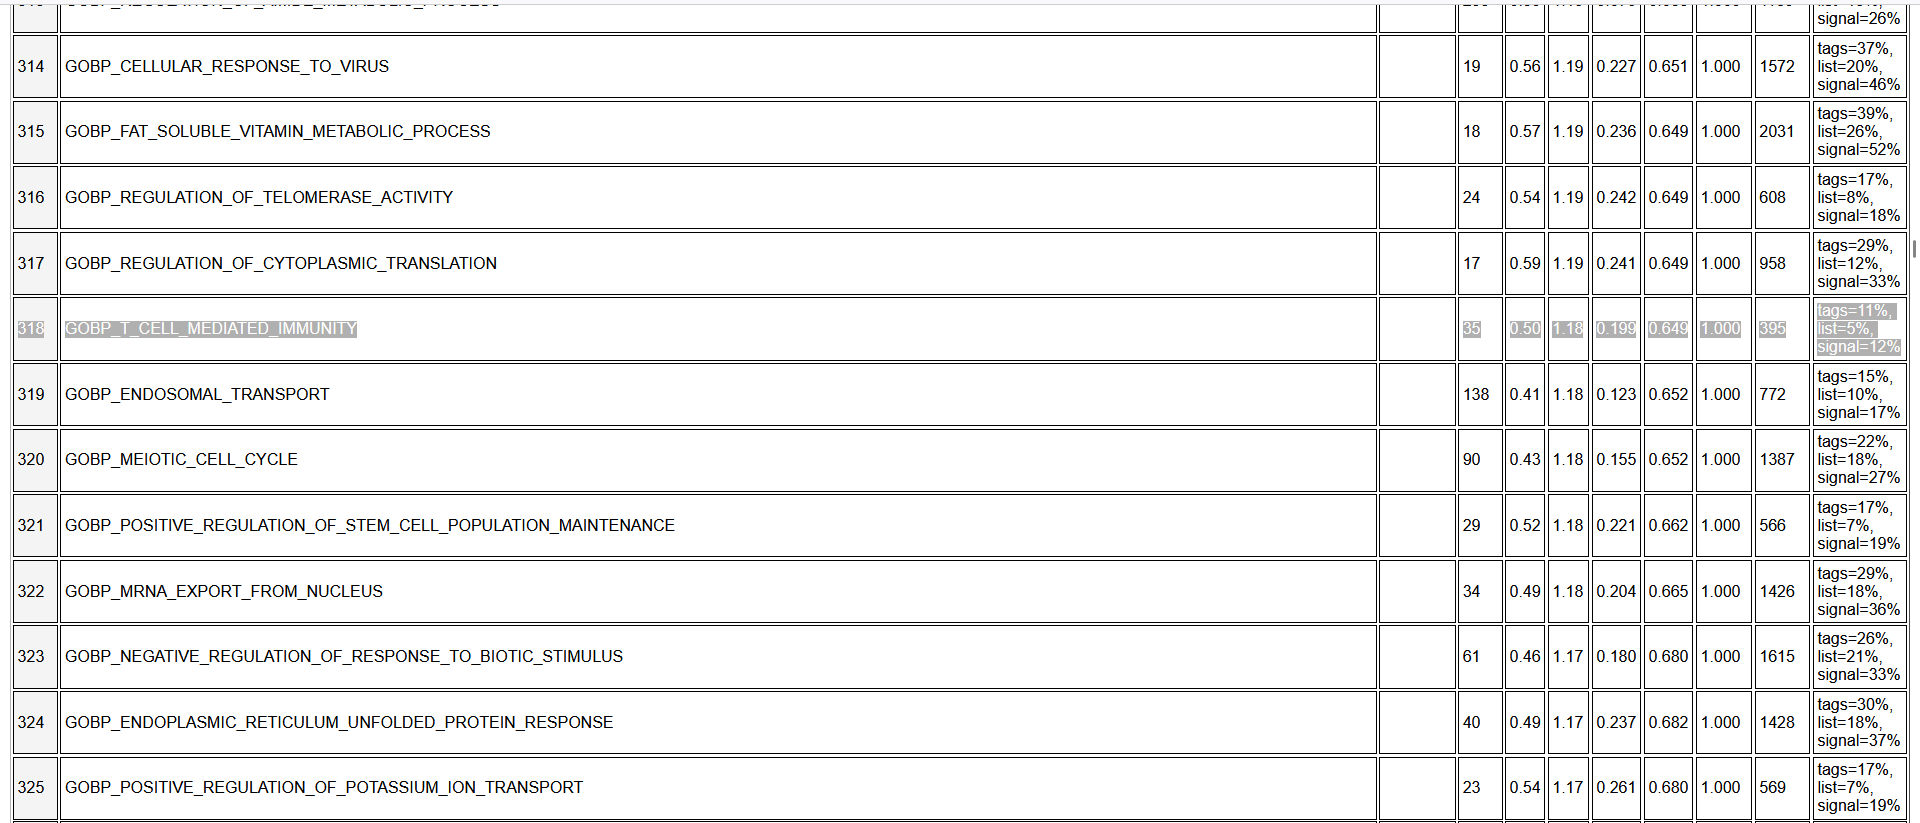 signal=26%
314 GOBP_CELLULAR_RESPONSE_TO_VIRUS 19 0.56 1.19 0.227 0.651 1.000 1572 tags=37%,
list=20%,
signal=46%
315 GOBP_FAT_SOLUBLE_VITAMIN_METABOLIC_PROCESS 18 0.57 1.19 0.236 0.649 1.000 2031 tags=39%,
list=26%,
signal=52%
316 GOBP_REGULATION_OF_TELOMERASE_ACTIVITY 24 0.54 1.19 0.242 0.649 1.000 608 tags=17%,
list=8%,
signal=18%
317 GOBP_REGULATION_OF_CYTOPLASMIC_TRANSLATION 17 0.59 1.19 0.241 0.649 1.000 958 tags=29%,
list=12%,
signal=33%
318 GOBP_T_CELL_MEDIATED_IMMUNITY 35 0.50 1.18 0.199 0.649 1.000 395 tags=11%,
list=5%,
signal=12%
319 GOBP_ENDOSOMAL_TRANSPORT 138 0.41 1.18 0.123 0.652 1.000 772 tags=15%,
list=10%,
signal=17%
320 GOBP_MEIOTIC_CELL_CYCLE 90 0.43 1.18 0.155 0.652 1.000 1387 tags=22%,
list=18%,
signal=27%
321 GOBP_POSITIVE_REGULATION_OF_STEM_CELL_POPULATION_MAINTENANCE 29 0.52 1.18 0.221 0.662 1.000 566 tags=17%,
list=7%,
signal=19%
322 GOBP_MRNA_EXPORT_FROM_NUCLEUS 34 0.49 1.18 0.204 0.665 1.000 1426 tags=29%,
list=18%,
signal=36%
323 GOBP_NEGATIVE_REGULATION_OF_RESPONSE_TO_BIOTIC_STIMULUS 61 0.46 1.17 0.180 0.680 1.000 1615 tags=26%,
list=21%,
signal=33%
324 GOBP_ENDOPLASMIC_RETICULUM_UNFOLDED_PROTEIN_RESPONSE 40 0.49 1.17 0.237 0.682 1.000 1428 tags=30%,
list=18%,
signal=37%
325 GOBP_POSITIVE_REGULATION_OF_POTASSIUM_ION_TRANSPORT 23 0.54 1.17 0.261 0.680 1.000 569 tags=17%,
list=7%,
signal=19%